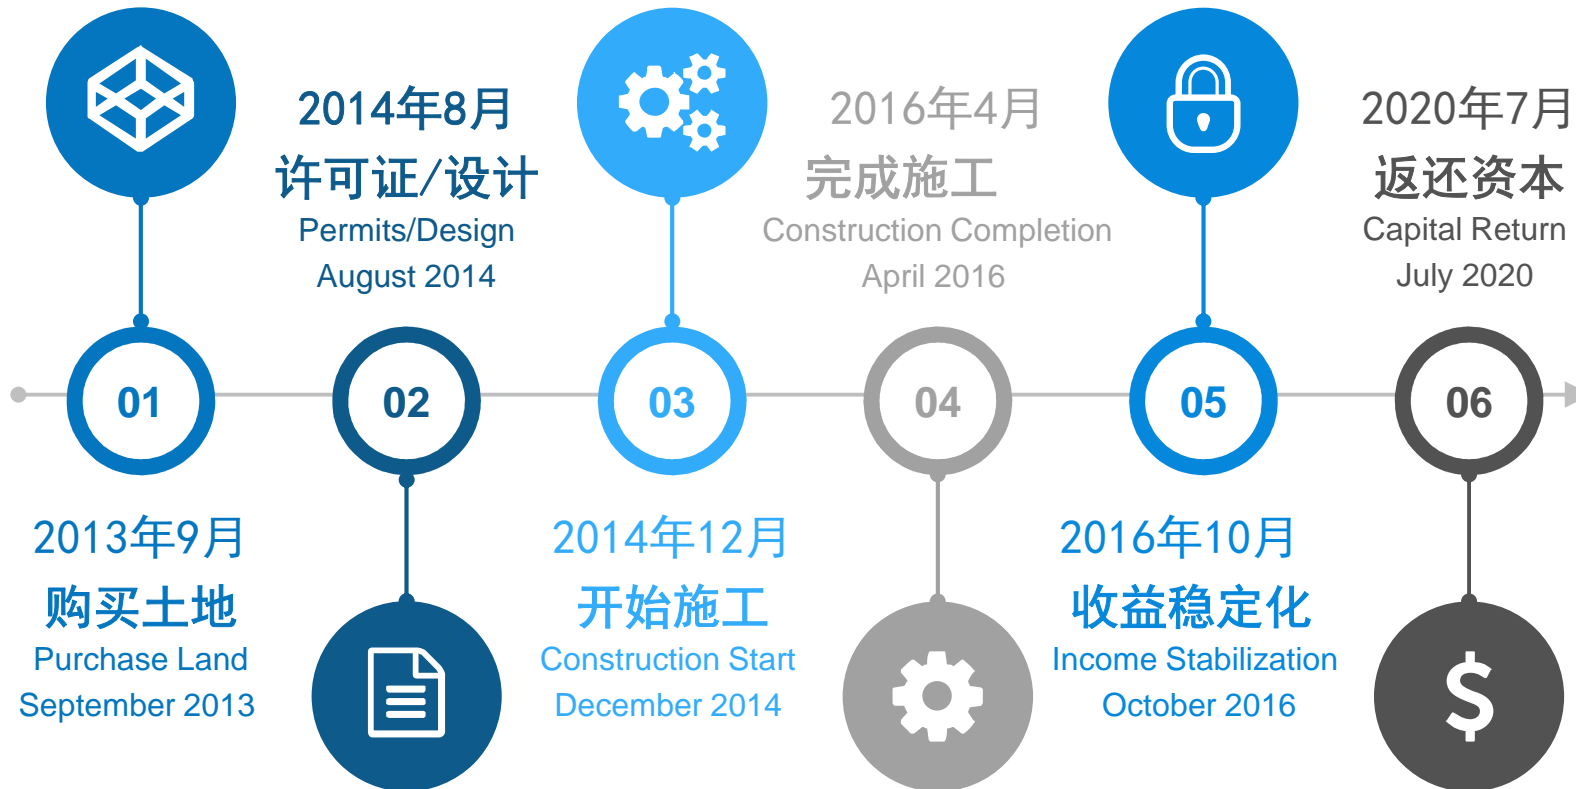 2014年8月
许可证/设计
Permits/Design
August 2014
2016年4月
完成施工
Construction Completion
April 2016
2020年7月
返还资本
Capital Return
July 2020
01
02
03
04
05
06
2013年9月
购买土地
Purchase Land
September 2013
2014年12月
开始施工
Construction Start
December 2014
2016年10月
收益稳定化
Income Stabilization
October 2016
$